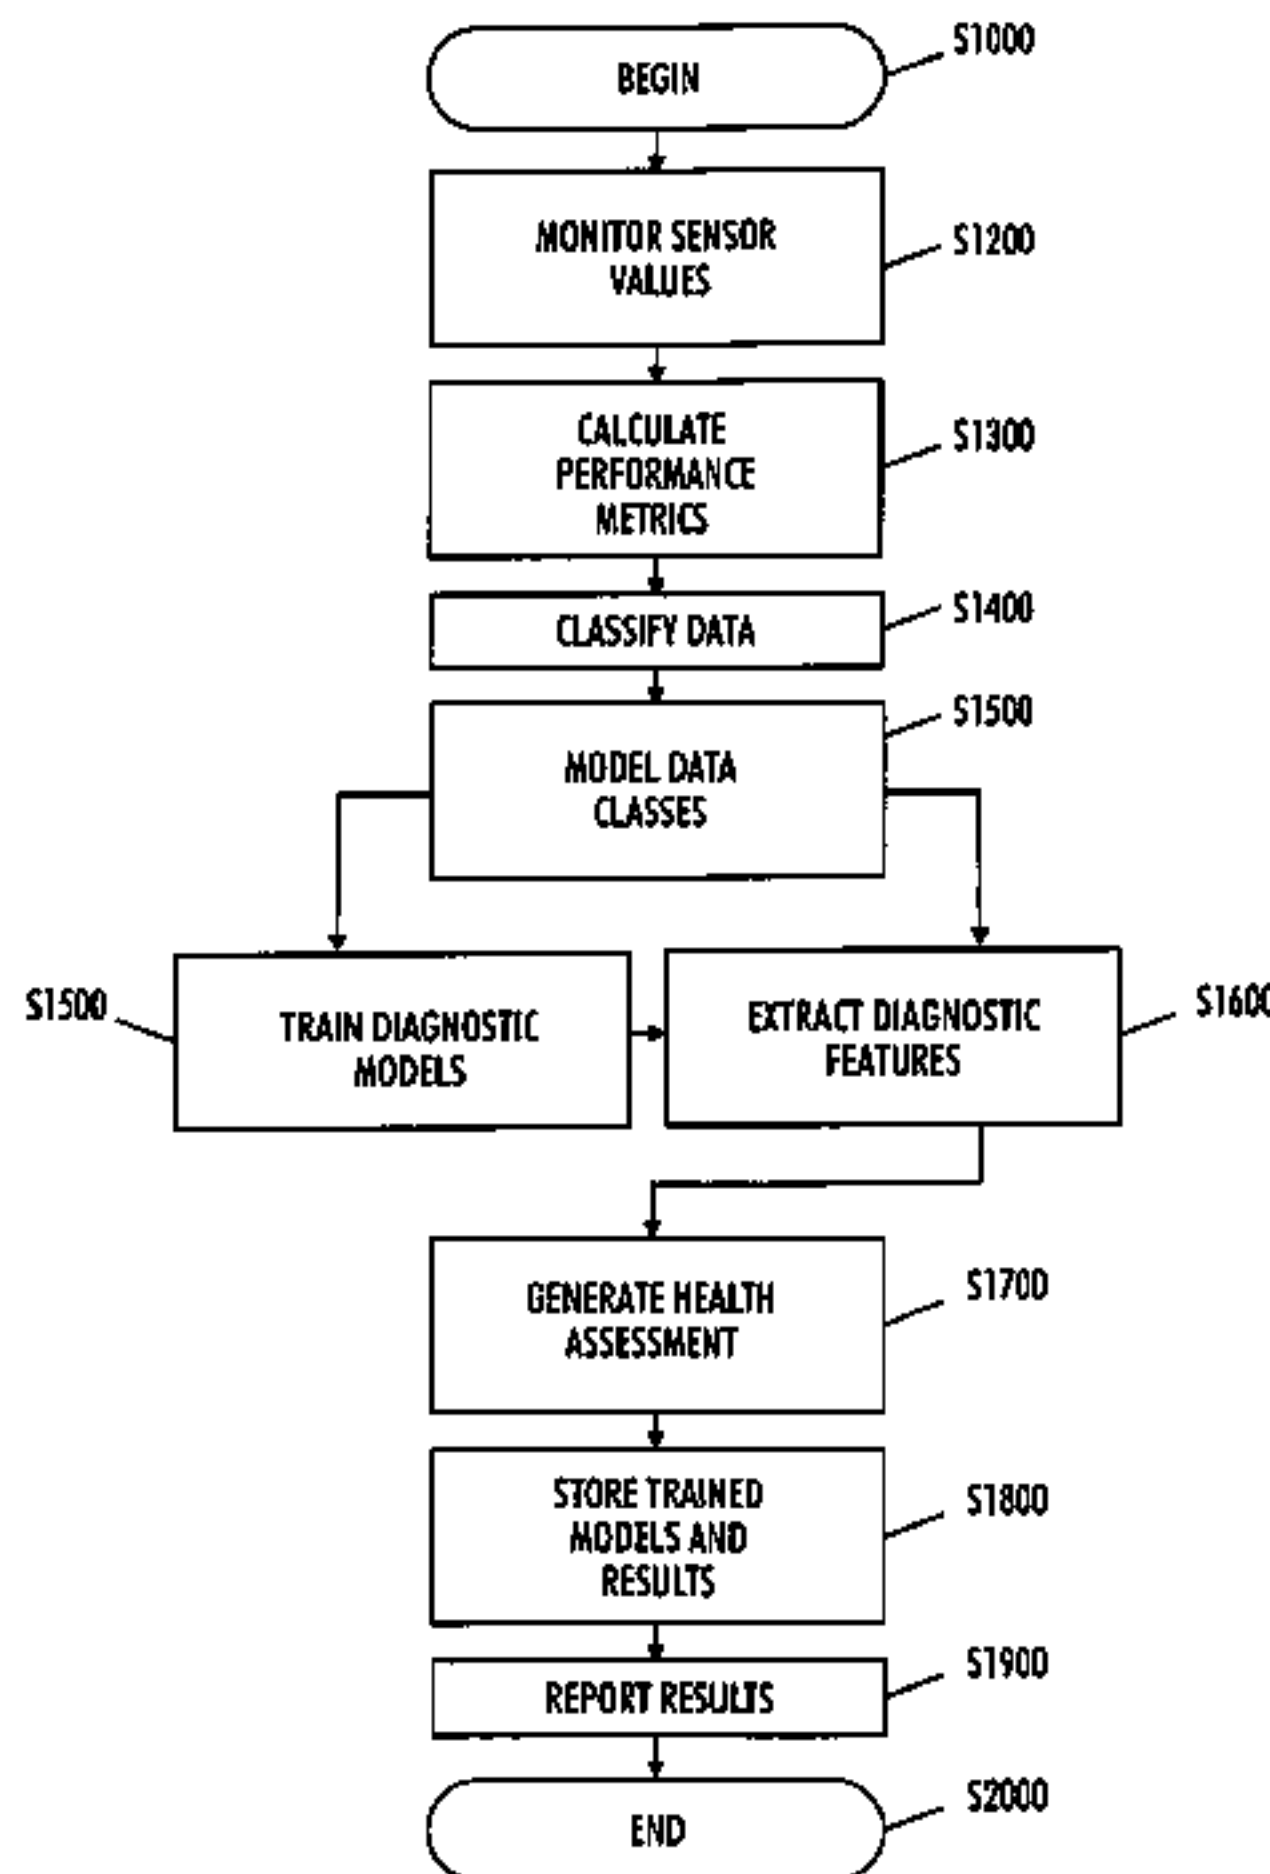 BEGIN
S1000
MONITOR SENSOR
VALUES
S1200
CALCULATE
PERFORMANCE
METRICS
S1300
CLASSIFY DATA
S1400
MODEL DATA
CLASSES
S1500
S1500
TRAIN DIAGNOSTIC
MODELS
EXTRACT DIAGNOSTIC
FEATURES
S1600
GENERATE HEALTH
ASSESSMENT
S1700
STORE TRAINED
MODELS AND
RESULTS
S1800
REPORT RESULTS
S1900
END
S2000